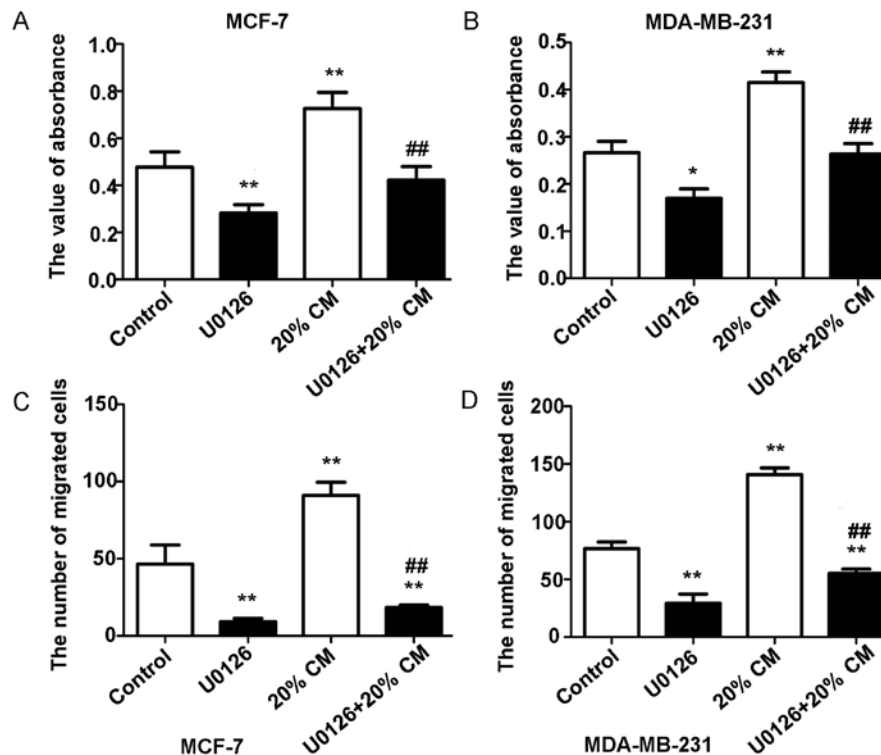 A
MCF-7
The value of absorbance
1.0
0.8
0.6
0.4
0.2
0.0
**
**
##
Control
U0126
20% CM
U0126+20% CM
B
MDA-MB-231
The value of absorbance
0.5
0.4
0.3
0.2
0.1
0.0
*
**
##
Control
U0126
20% CM
U0126+20% CM
C
The number of migrated cells
150
100
50
0
**
**
##
**
Control
U0126
20% CM
U0126+20% CM
MCF-7
D
The number of migrated cells
200
150
100
50
0
**
**
##
**
Control
U0126
20% CM
U0126+20% CM
MDA-MB-231